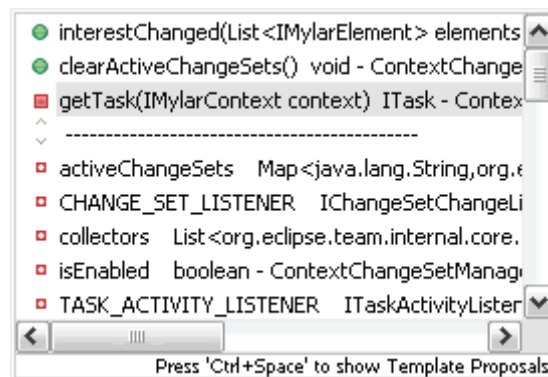 interestChanged(List<IMylarElement> elements
clearActiveChangeSets() void - ContextChange
getTask(IMylarContext context) ITask - Contex
--------------------------------------------
activeChangeSets Map<java.lang.String,org.e
CHANGE_SET_LISTENER IChangeSetChangeLi
collectors List<org.eclipse.team.internal.core.
isEnabled boolean - ContextChangeSetManag
TASK_ACTIVITY_LISTENER ITaskActivityListen
Press 'Ctrl+Space' to show Template Proposals